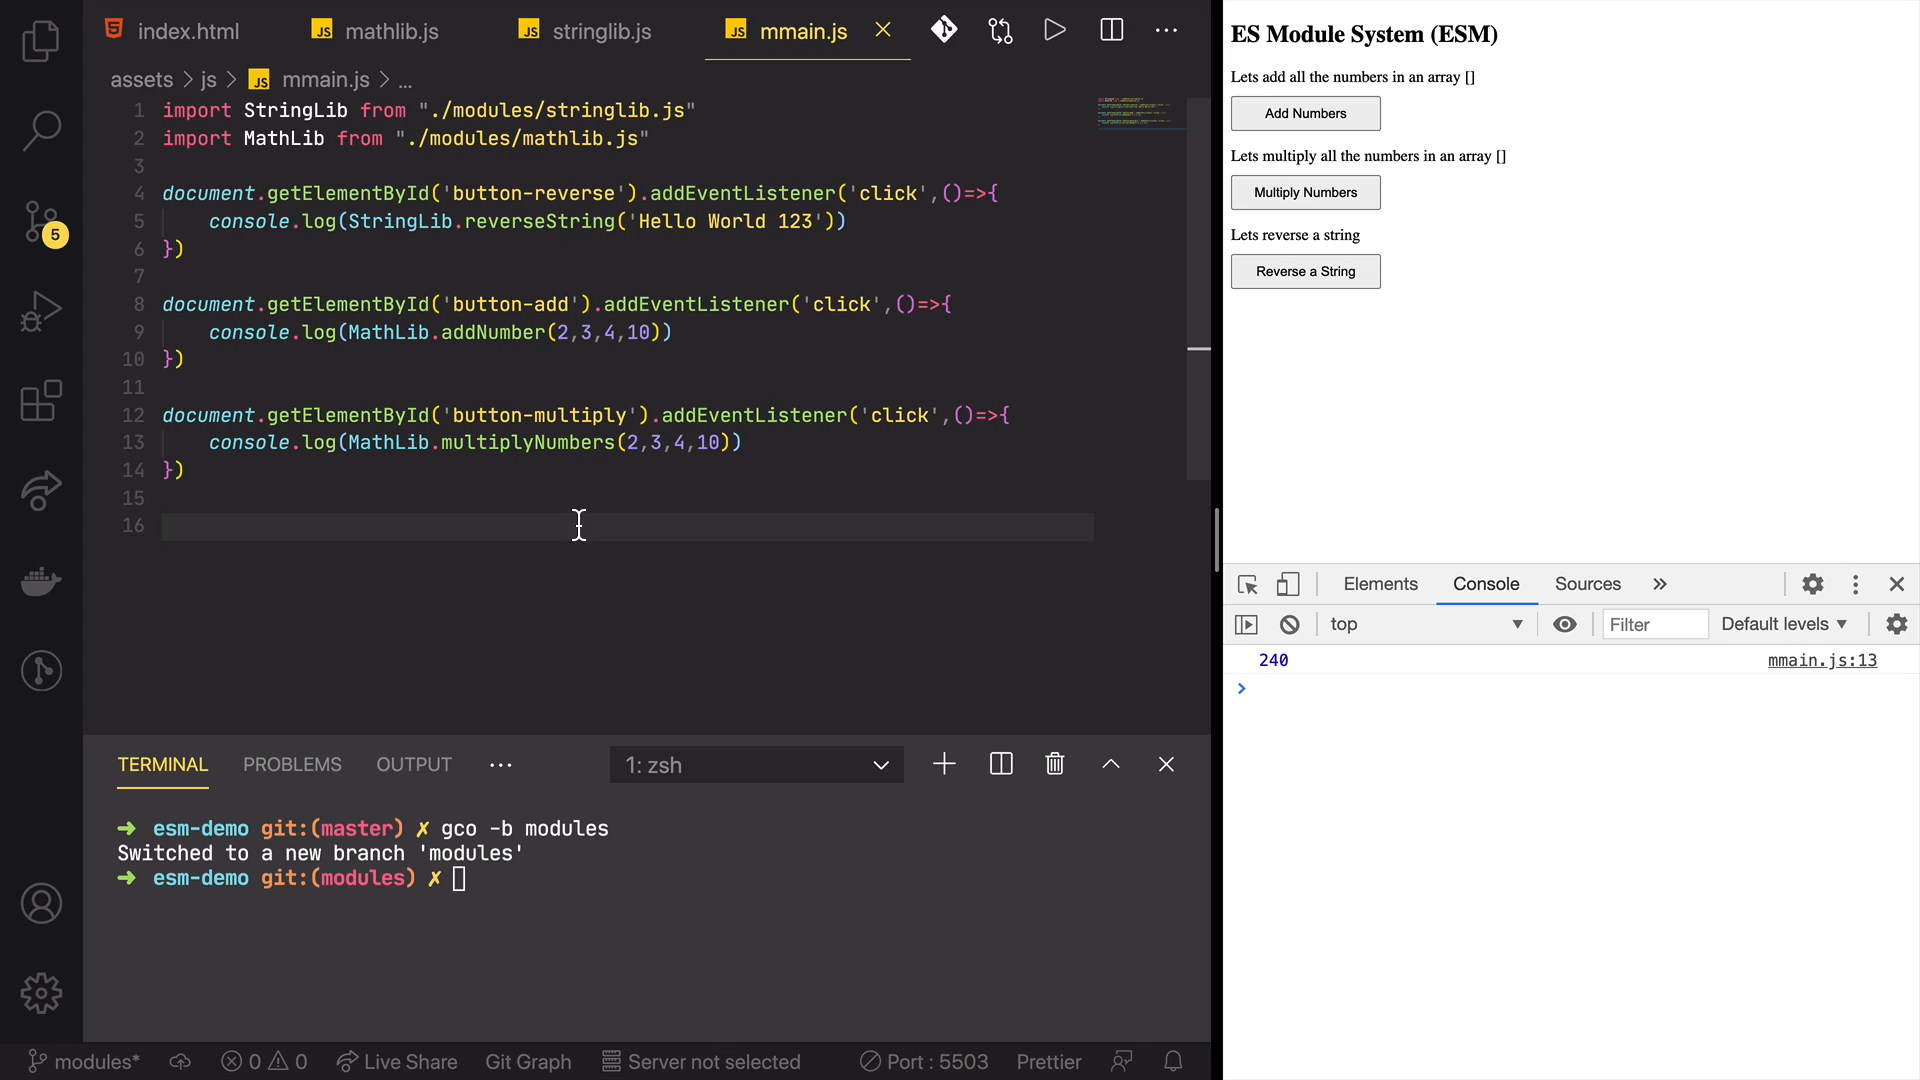 index.html
JS mathlib.js
JS stringlib.js
JS mmain.js
assets > js > JS mmain.js > ...
1 import StringLib from "./modules/stringlib.js"
2 import MathLib from "./modules/mathlib.js"
3
4 document.getElementById('button-reverse').addEventListener('click',()=>{
5 console.log(StringLib.reverseString('Hello World 123'))
6 })
7
8 document.getElementById('button-add').addEventListener('click',()=>{
9 console.log(MathLib.addNumber(2,3,4,10))
10 })
11
12 document.getElementById('button-multiply').addEventListener('click',()=>{
13 console.log(MathLib.multiplyNumbers(2,3,4,10))
14 })
15
16
5
TERMINAL PROBLEMS OUTPUT ... 1: zsh
➜ esm-demo git:(master) ✗ gco -b modules
Switched to a new branch 'modules'
➜ esm-demo git:(modules) ✗
modules* 0 0 Live Share Git Graph Server not selected Port : 5503 Prettier
ES Module System (ESM)
Lets add all the numbers in an array []
Add Numbers
Lets multiply all the numbers in an array []
Multiply Numbers
Lets reverse a string
Reverse a String
Elements Console Sources »
top Filter Default levels
240 mmain.js:13
>